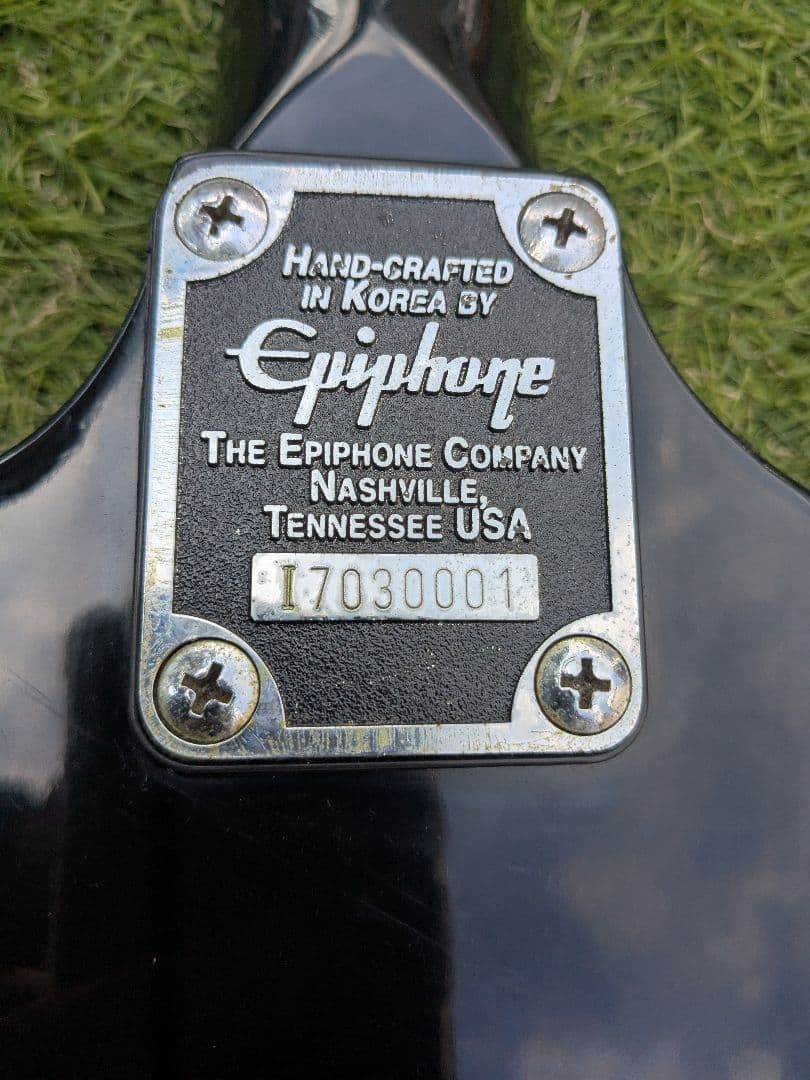 HAND-CRAFTED
IN KOREA BY
Epiphone
THE EPIPHONE COMPANY
NASHVILLE,
TENNESSEE USA
I7030001